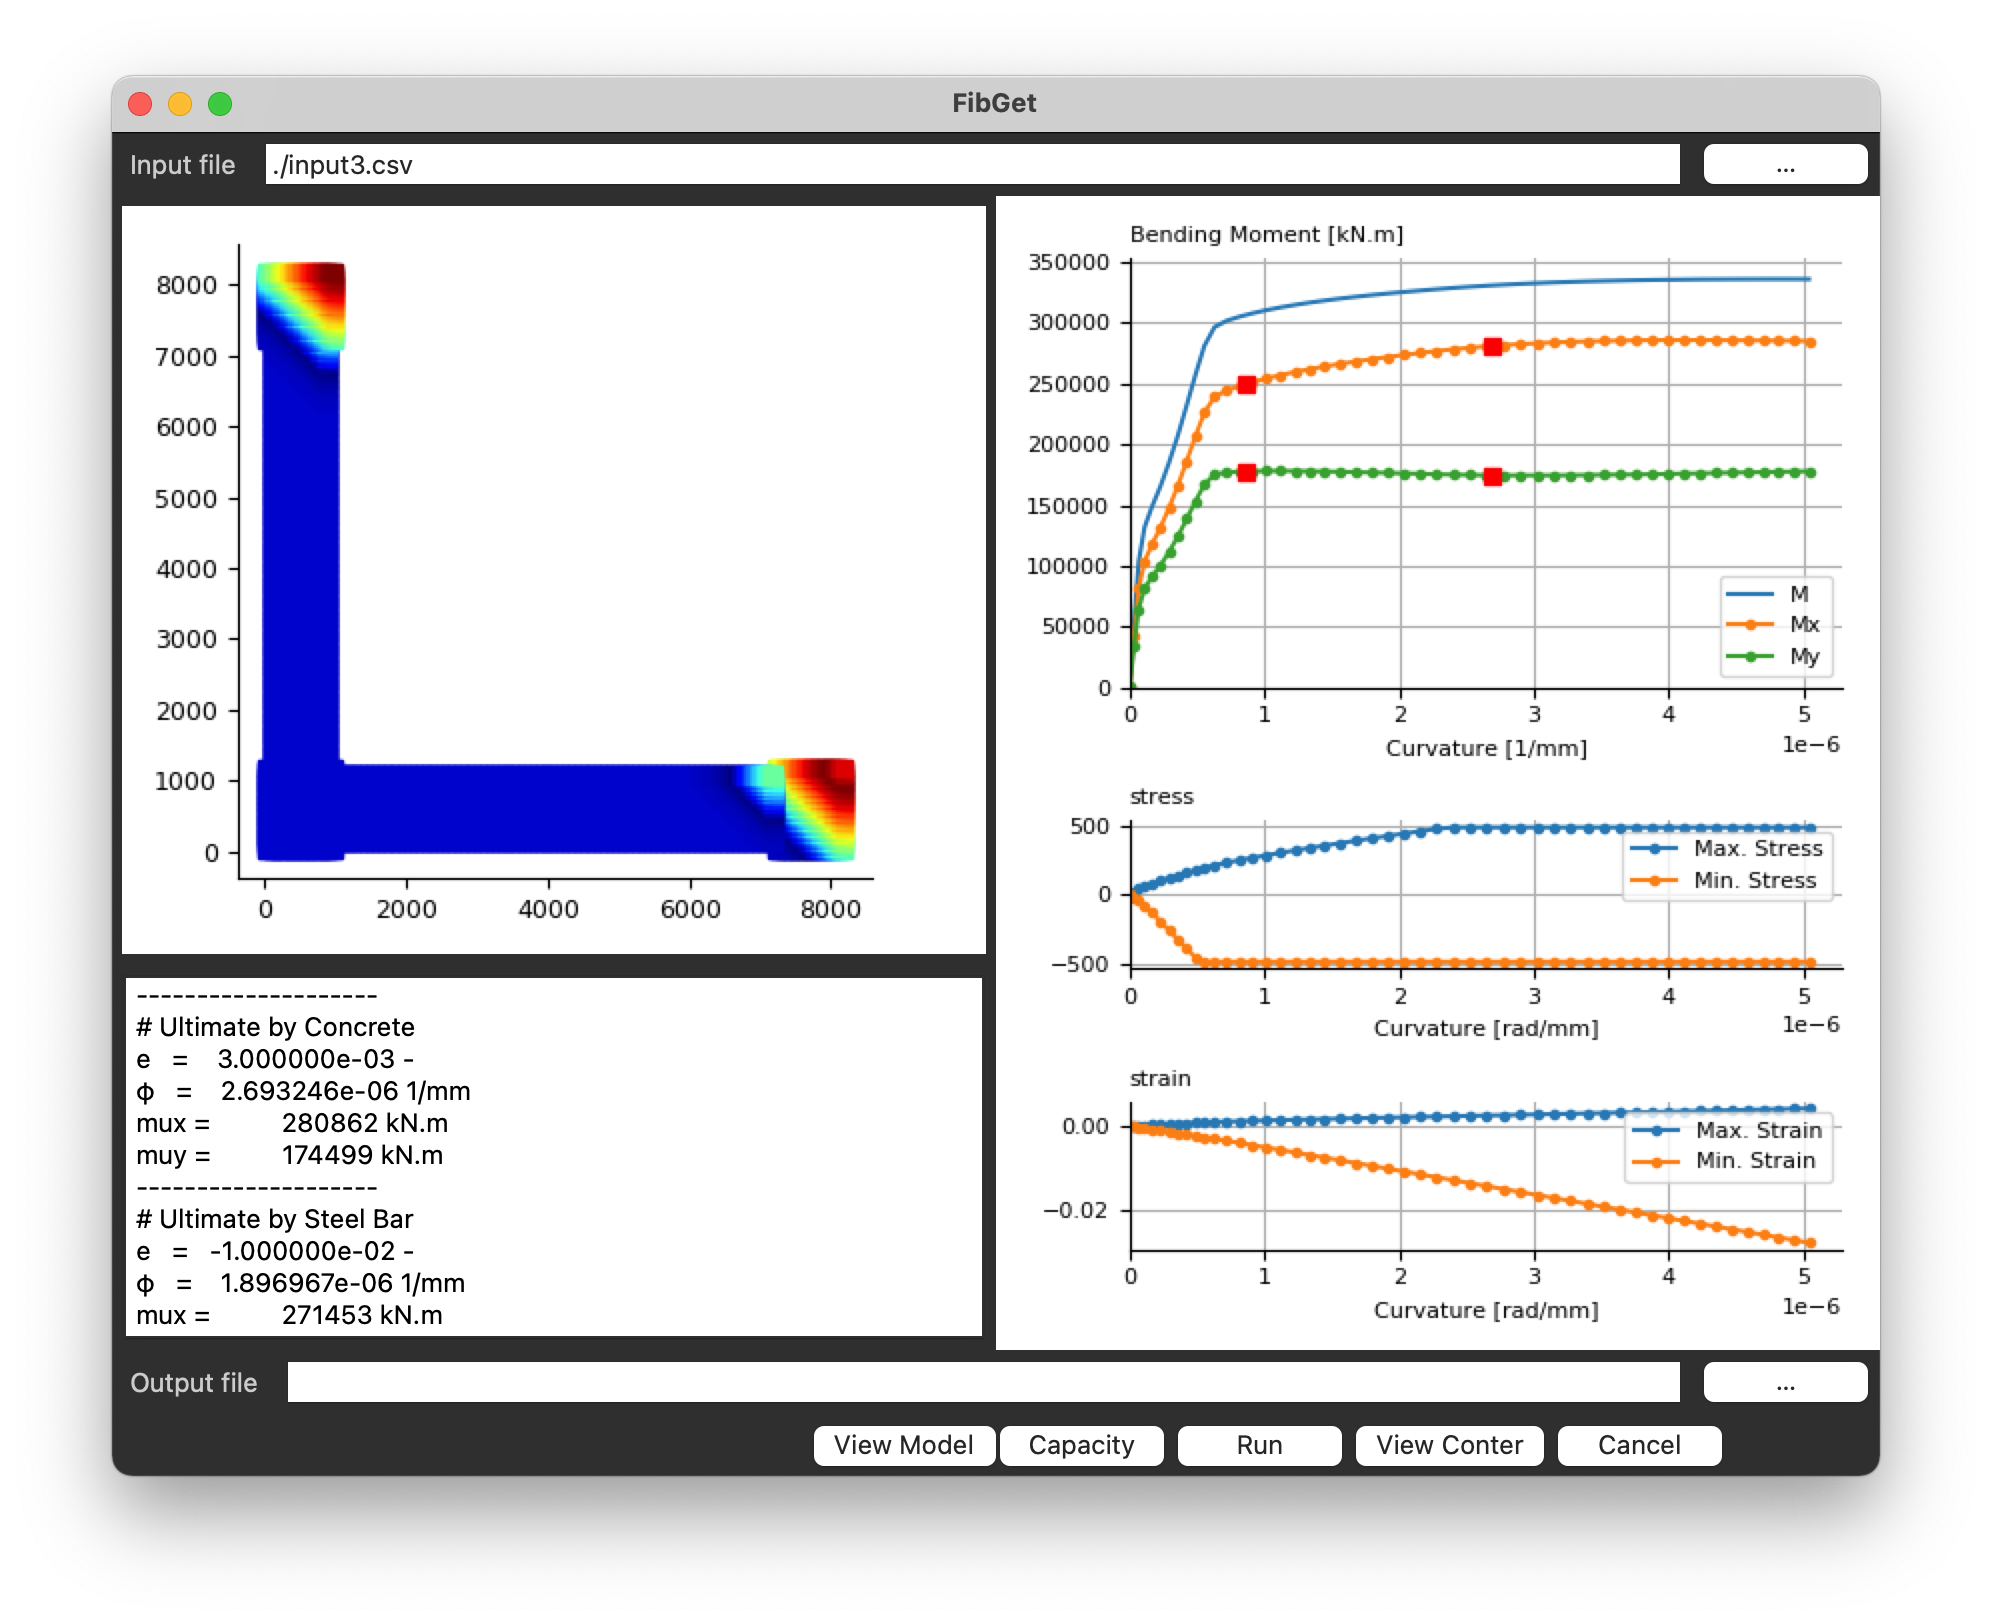 FibGet
Input file ./input3.csv ...
8000
7000
6000
5000
4000
3000
2000
1000
0
0 2000 4000 6000 8000
Bending Moment [kN.m]
350000
300000
250000
200000
150000
100000
50000
0
M
Mx
My
0 1 2 3 4 5
1e−6
Curvature [1/mm]
stress
500
0
−500
Max. Stress
Min. Stress
0 1 2 3 4 5
1e−6
Curvature [rad/mm]
strain
0.00
−0.02
Max. Strain
Min. Strain
0 1 2 3 4 5
1e−6
Curvature [rad/mm]
--------------------
# Ultimate by Concrete
e = 3.000000e-03 -
φ = 2.693246e-06 1/mm
mux = 280862 kN.m
muy = 174499 kN.m
--------------------
# Ultimate by Steel Bar
e = -1.000000e-02 -
φ = 1.896967e-06 1/mm
mux = 271453 kN.m
Output file ...
View Model Capacity Run View Conter Cancel